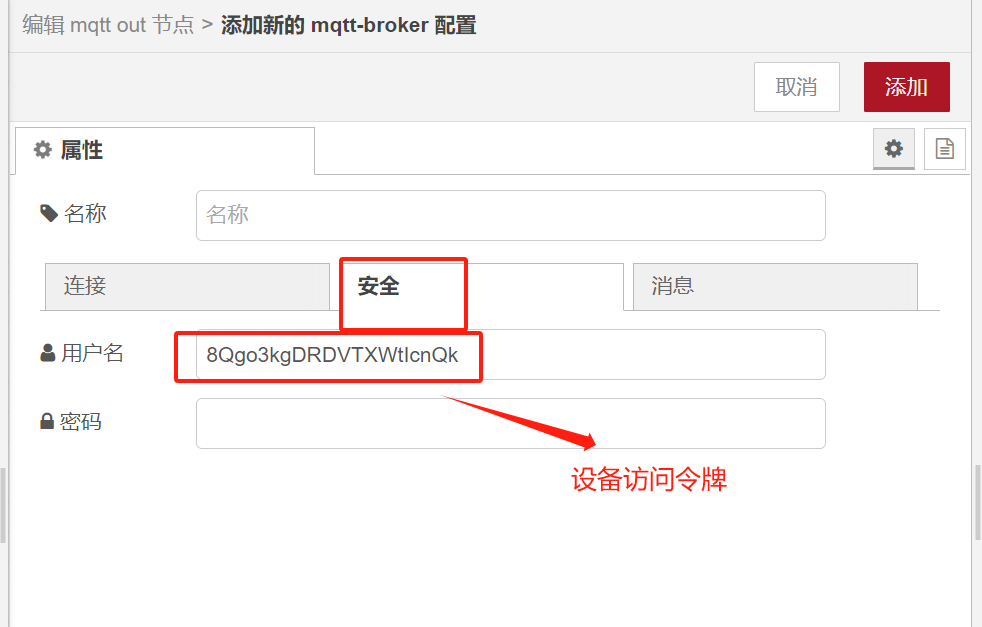 编辑 mqtt out 节点 > 添加新的 mqtt-broker 配置
取消
添加
属性
名称
名称
连接
安全
消息
用户名
8Qgo3kgDRDVTXWtIcnQk
密码
设备访问令牌